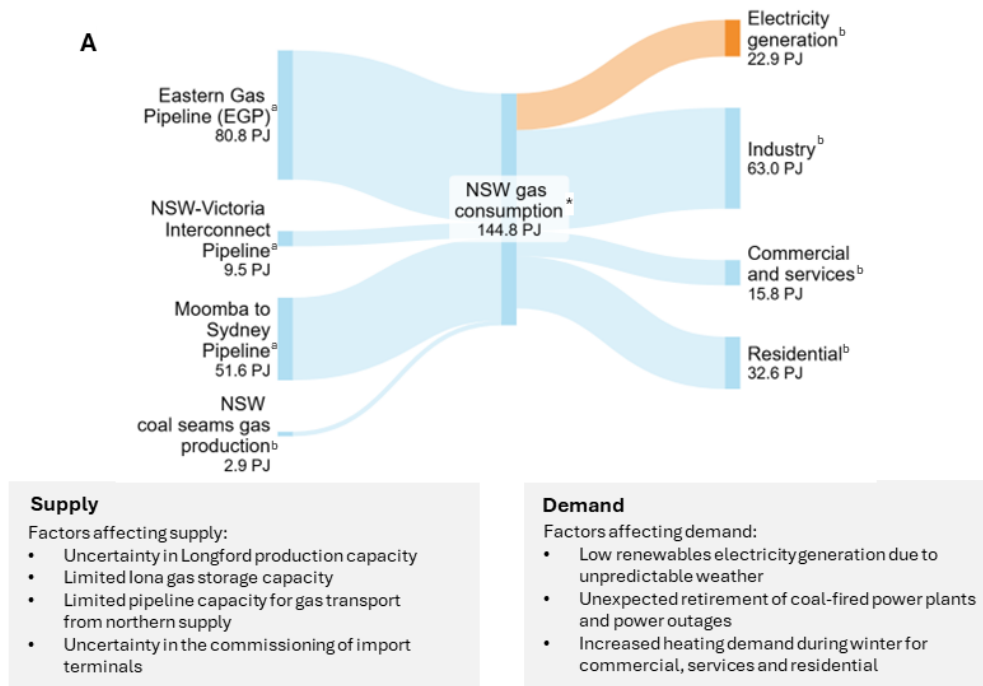 A
Eastern Gas
Pipeline (EGP)a
80.8 PJ
NSW-Victoria
Interconnect
Pipelinea
9.5 PJ
Moomba to
Sydney
Pipelinea
51.6 PJ
NSW
coal seams gas
productionb
2.9 PJ
NSW gas
consumption*
144.8 PJ
Electricity
generationb
22.9 PJ
Industryb
63.0 PJ
Commercial
and servicesb
15.8 PJ
Residentialb
32.6 PJ
Supply
Factors affecting supply:
• Uncertainty in Longford production capacity
• Limited Iona gas storage capacity
• Limited pipeline capacity for gas transport
from northern supply
• Uncertainty in the commissioning of import
terminals
Demand
Factors affecting demand:
• Low renewables electricity generation due to
unpredictable weather
• Unexpected retirement of coal-fired power plants
and power outages
• Increased heating demand during winter for
commercial, services and residential